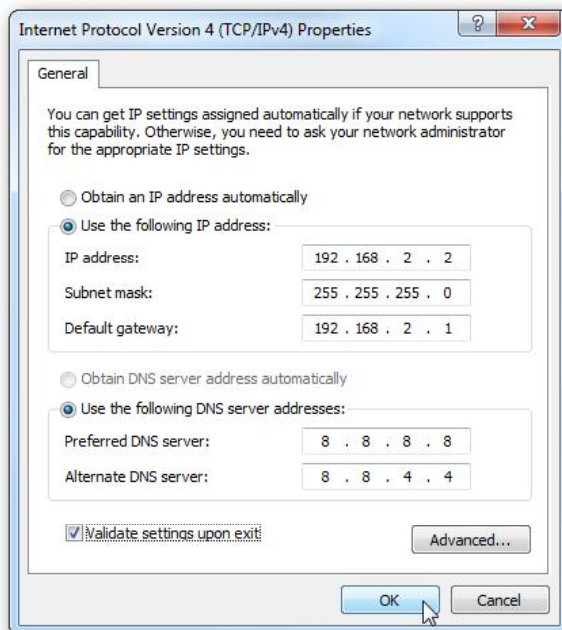 Internet Protocol Version 4 (TCP/IPv4) Properties
General
You can get IP settings assigned automatically if your network supports
this capability. Otherwise, you need to ask your network administrator
for the appropriate IP settings.
Obtain an IP address automatically
Use the following IP address:
IP address: 192 . 168 . 2 . 2
Subnet mask: 255 . 255 . 255 . 0
Default gateway: 192 . 168 . 2 . 1
Obtain DNS server address automatically
Use the following DNS server addresses:
Preferred DNS server: 8 . 8 . 8 . 8
Alternate DNS server: 8 . 8 . 4 . 4
Validate settings upon exit
Advanced...
OK Cancel